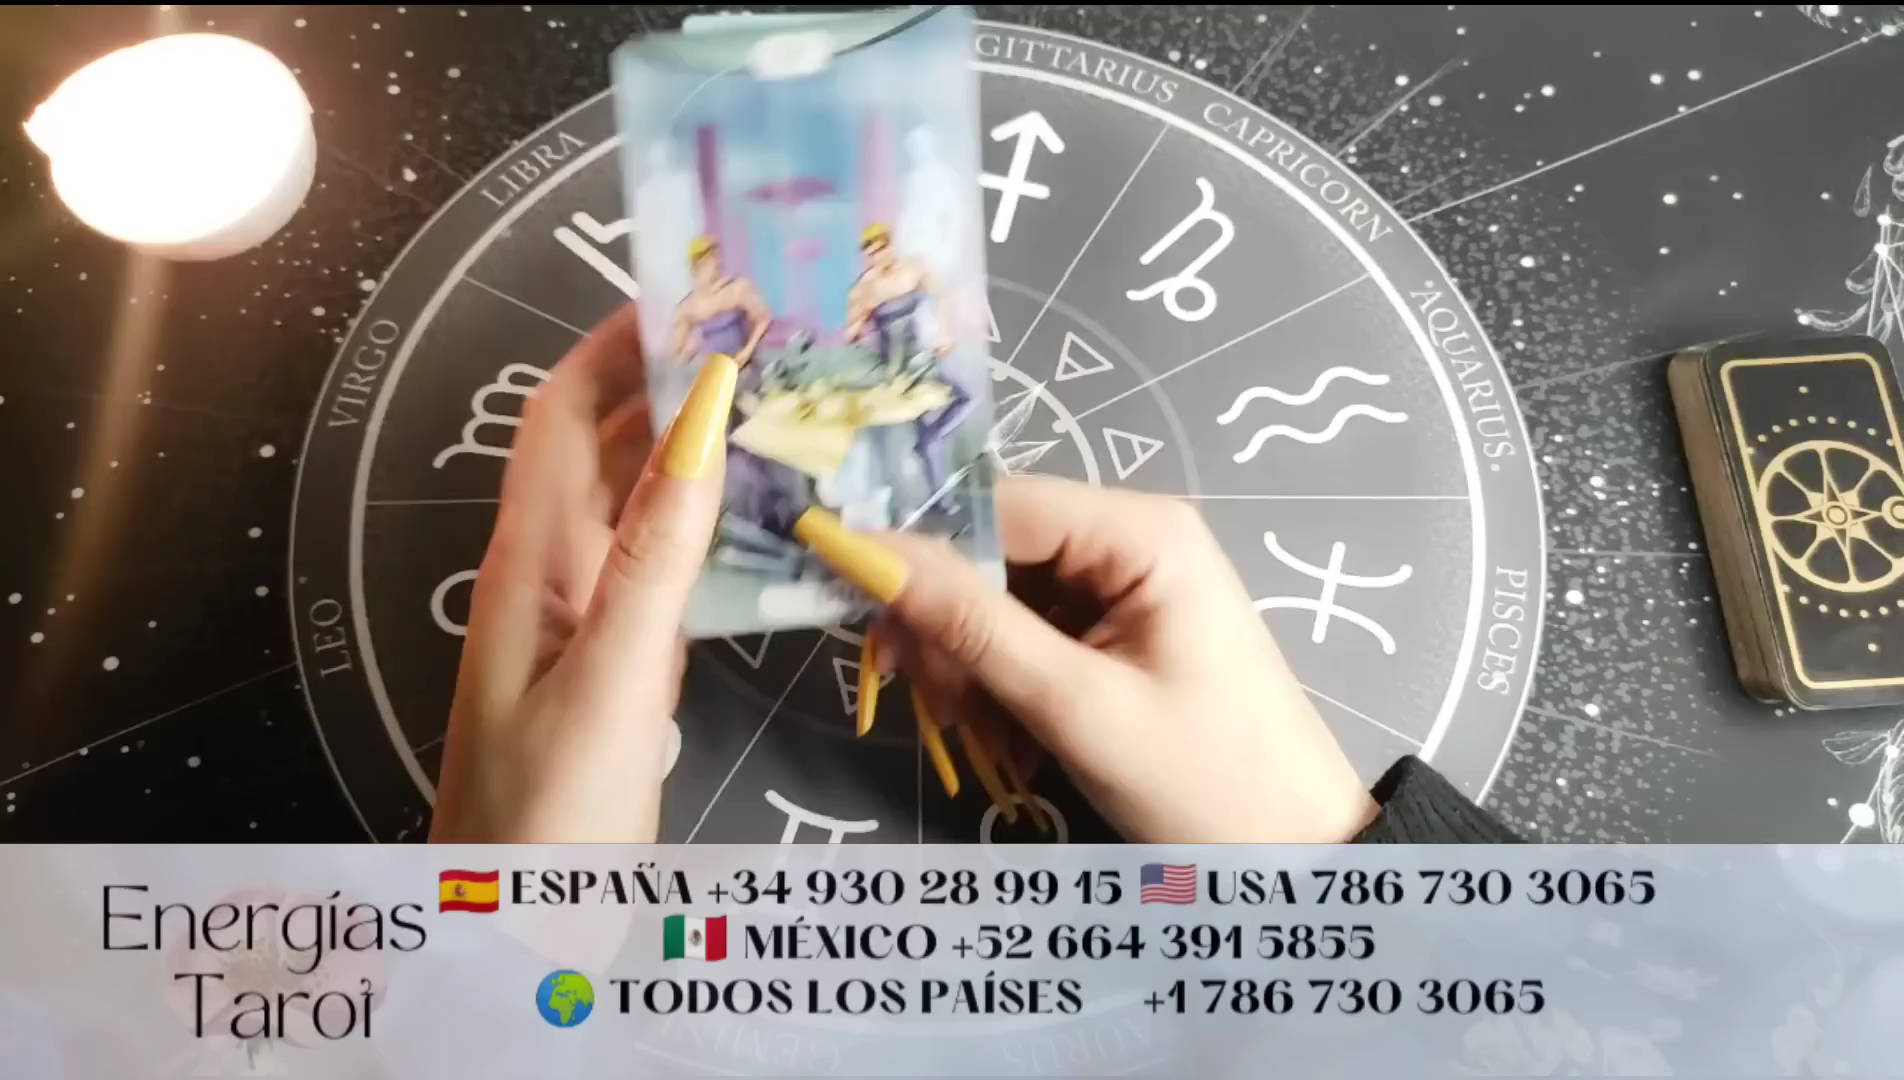 SAGITTARIUS
CAPRICORN
AQUARIUS.
PISCES
LIBRA
VIRGO
LEO
Energías
Tarot
ESPAÑA +34 930 28 99 15 USA 786 730 3065
MÉXICO +52 664 391 5855
TODOS LOS PAÍSES +1 786 730 3065